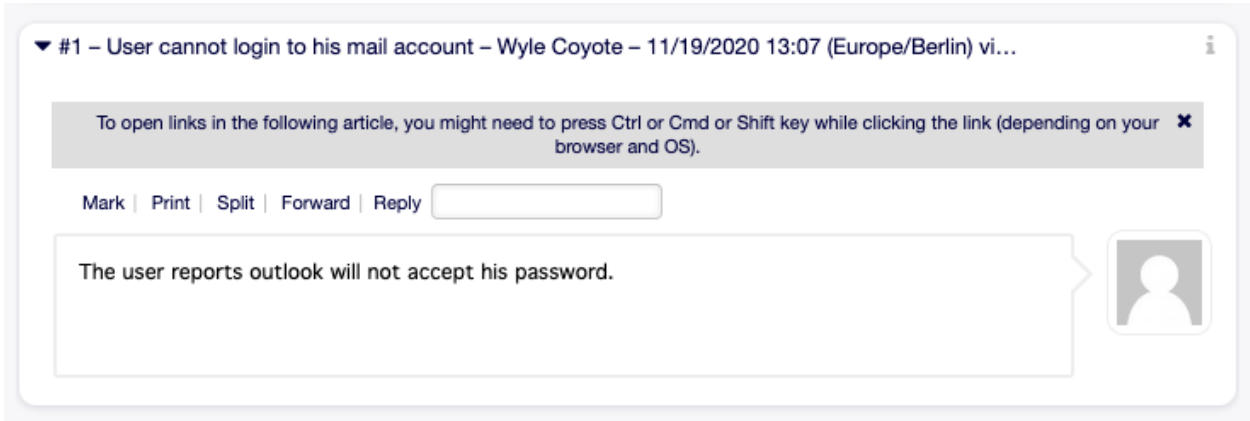 #1 – User cannot login to his mail account – Wyle Coyote – 11/19/2020 13:07 (Europe/Berlin) vi…
To open links in the following article, you might need to press Ctrl or Cmd or Shift key while clicking the link (depending on your
browser and OS).
Mark | Print | Split | Forward | Reply
The user reports outlook will not accept his password.